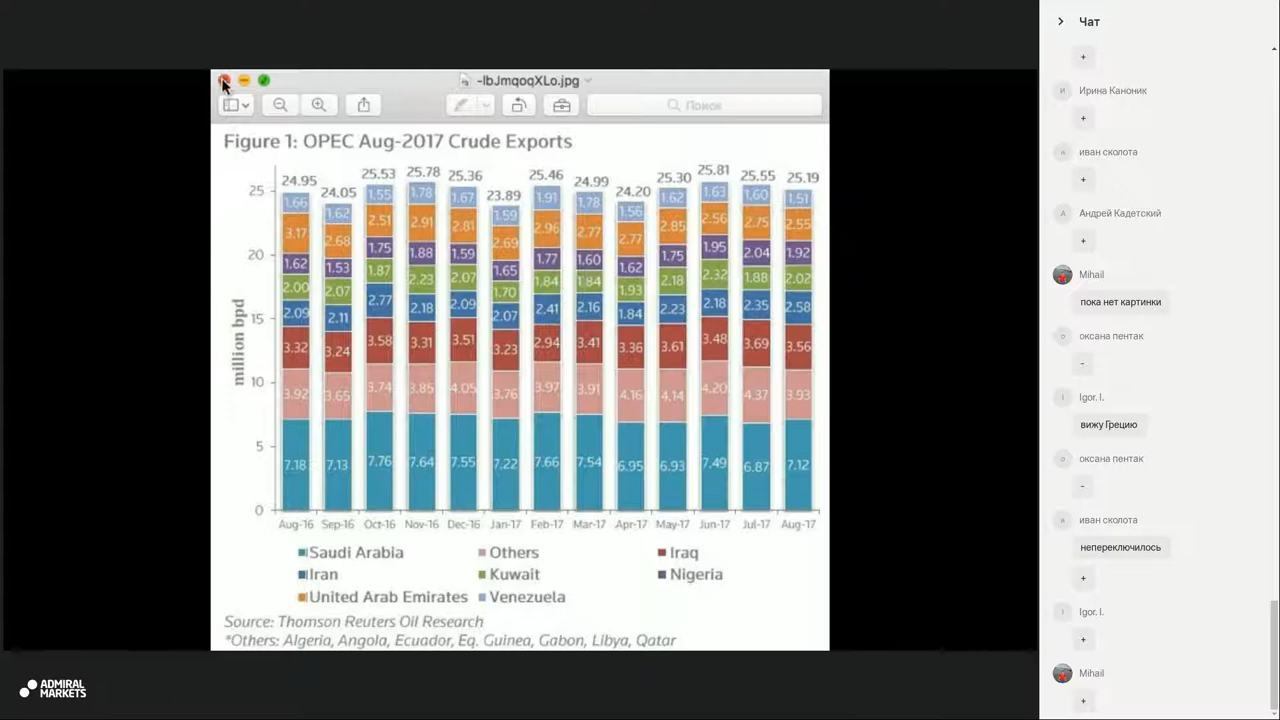 -IbJmqoqXLo.jpg
Поиск
Figure 1: OPEC Aug-2017 Crude Exports
24.95 24.05 25.53 25.78 25.36 23.89 25.46 24.99 24.20 25.30 25.81 25.55 25.19
1.66 1.62 1.55 1.78 1.67 1.59 1.91 1.78 1.56 1.62 1.63 1.60 1.51
3.17 2.68 2.51 2.91 2.81 2.69 2.96 2.77 2.77 2.85 2.56 2.75 2.55
1.62 1.53 1.75 1.88 1.59 1.65 1.77 1.60 1.62 1.75 1.95 2.04 1.92
2.00 2.07 1.87 2.23 2.07 1.70 1.84 1.84 1.93 2.18 2.32 1.88 2.02
2.09 2.11 2.77 2.18 2.09 2.07 2.41 2.16 1.84 2.23 2.18 2.35 2.58
3.32 3.24 3.58 3.31 3.51 3.23 2.94 3.41 3.36 3.61 3.48 3.69 3.56
3.92 3.65 3.74 3.85 4.05 3.76 3.97 3.91 4.16 4.14 4.20 4.37 3.93
7.18 7.13 7.76 7.64 7.55 7.22 7.66 7.54 6.95 6.93 7.49 6.87 7.12
25
20
15
10
5
0
million bpd
Aug-16 Sep-16 Oct-16 Nov-16 Dec-16 Jan-17 Feb-17 Mar-17 Apr-17 May-17 Jun-17 Jul-17 Aug-17
Saudi Arabia Others Iraq
Iran Kuwait Nigeria
United Arab Emirates Venezuela
Source: Thomson Reuters Oil Research
*Others: Algeria, Angola, Ecuador, Eq. Guinea, Gabon, Libya, Qatar
ADMIRAL
MARKETS
Чат
+
И Ирина Каноник
+
и иван сколота
+
А Андрей Кадетский
+
Mihail
пока нет картинки
о оксана пентак
-
I Igor. I.
вижу Грецию
о оксана пентак
-
и иван сколота
непереключилось
+
I Igor. I.
+
Mihail
+